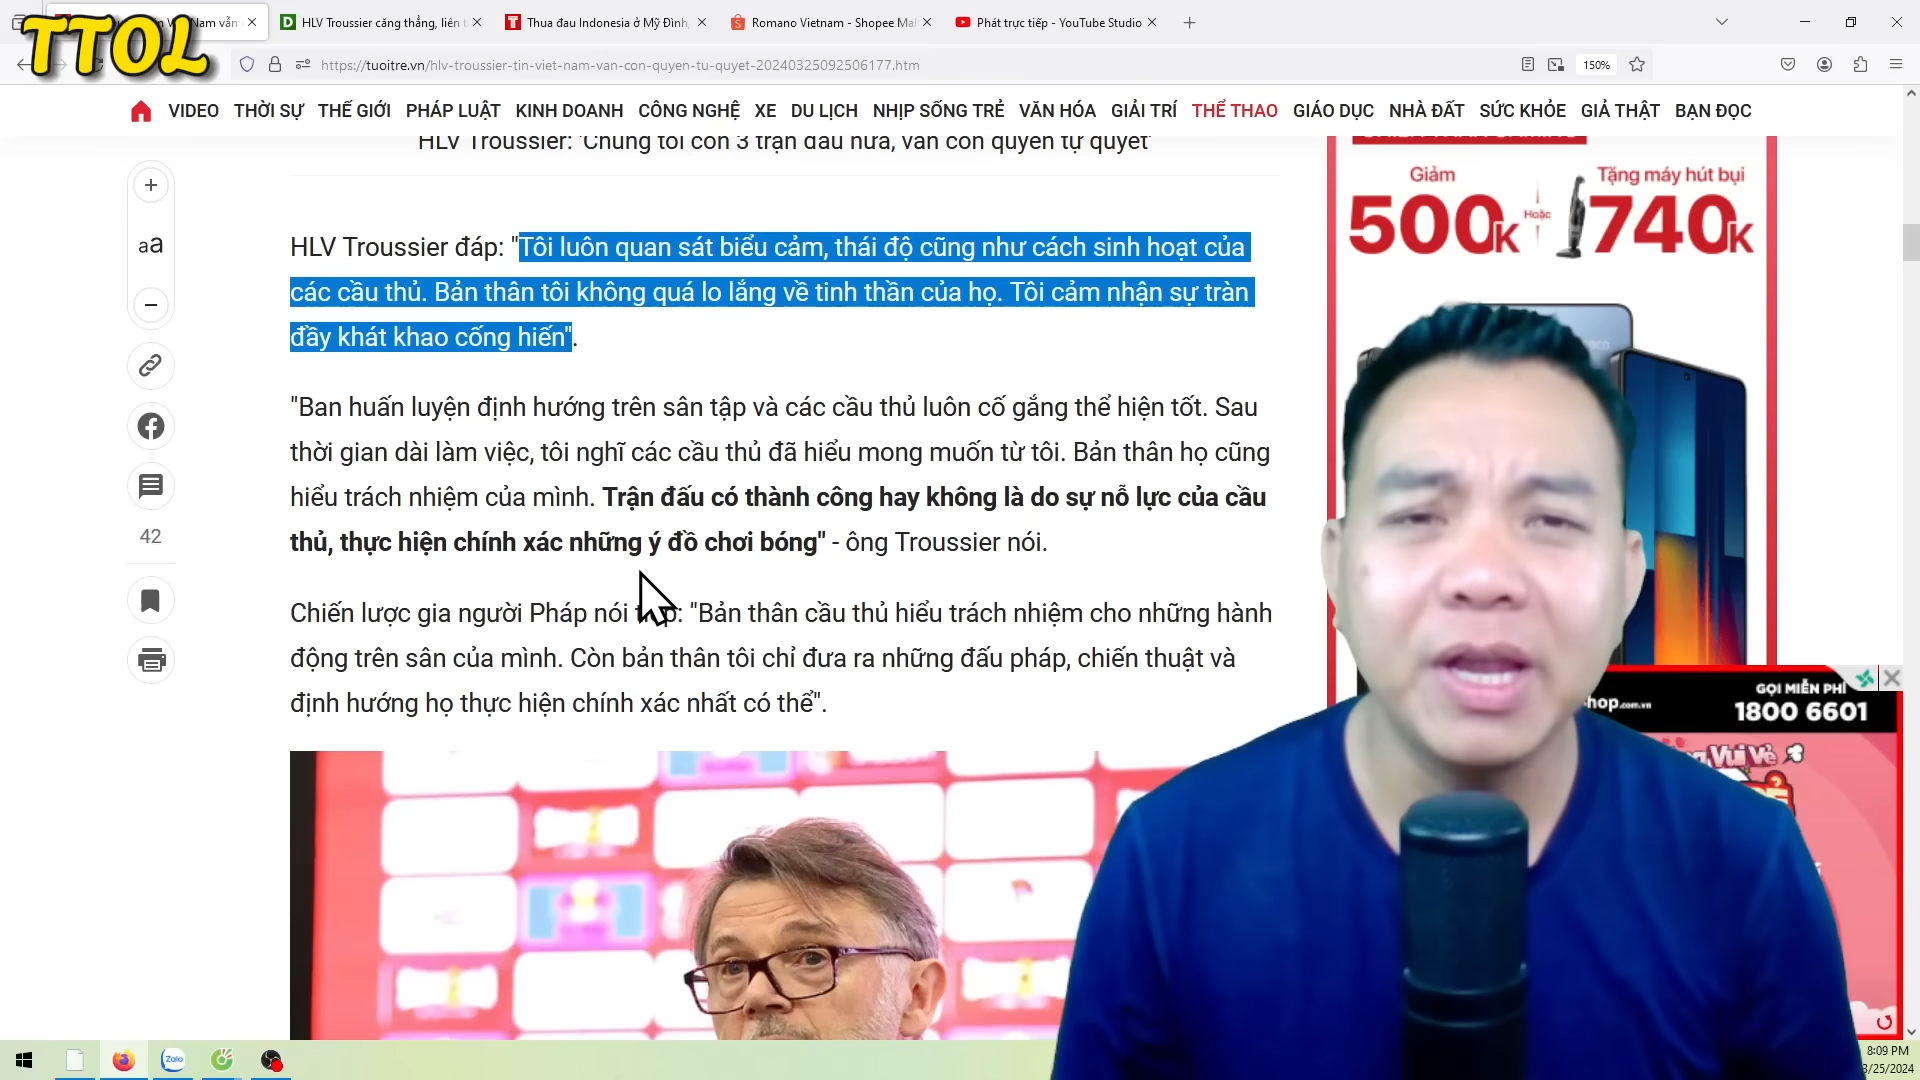 TTOL
Nam vẫn
HLV Troussier căng thẳng, liên t
Thua đau Indonesia ở Mỹ Đình,
Romano Vietnam - Shopee Mal
Phát trực tiếp - YouTube Studio
https://tuoitre.vn/hlv-troussier-tin-viet-nam-van-con-quyen-tu-quyet-20240325092506177.htm
150%
VIDEO THỜI SỰ THẾ GIỚI PHÁP LUẬT KINH DOANH CÔNG NGHỆ XE DU LỊCH NHỊP SỐNG TRẺ VĂN HÓA GIẢI TRÍ THỂ THAO GIÁO DỤC NHÀ ĐẤT SỨC KHỎE GIẢ THẬT BẠN ĐỌC
HLV Troussier: 'Chúng tôi còn 3 trận đấu nữa, vẫn còn quyền tự quyết'
aa
42
HLV Troussier đáp: "Tôi luôn quan sát biểu cảm, thái độ cũng như cách sinh hoạt của
các cầu thủ. Bản thân tôi không quá lo lắng về tinh thần của họ. Tôi cảm nhận sự tràn
đầy khát khao cống hiến".
"Ban huấn luyện định hướng trên sân tập và các cầu thủ luôn cố gắng thể hiện tốt. Sau
thời gian dài làm việc, tôi nghĩ các cầu thủ đã hiểu mong muốn từ tôi. Bản thân họ cũng
hiểu trách nhiệm của mình. Trận đấu có thành công hay không là do sự nỗ lực của cầu
thủ, thực hiện chính xác những ý đồ chơi bóng" - ông Troussier nói.
Chiến lược gia người Pháp nói tiếp: "Bản thân cầu thủ hiểu trách nhiệm cho những hành
động trên sân của mình. Còn bản thân tôi chỉ đưa ra những đấu pháp, chiến thuật và
định hướng họ thực hiện chính xác nhất có thể".
Giảm
500K
Hoặc
Tặng máy hút bụi
740K
GỌI MIỄN PHÍ
hop.com.vn
1800 6601
Vui Vẻ
Zalo
8:09 PM
3/25/2024